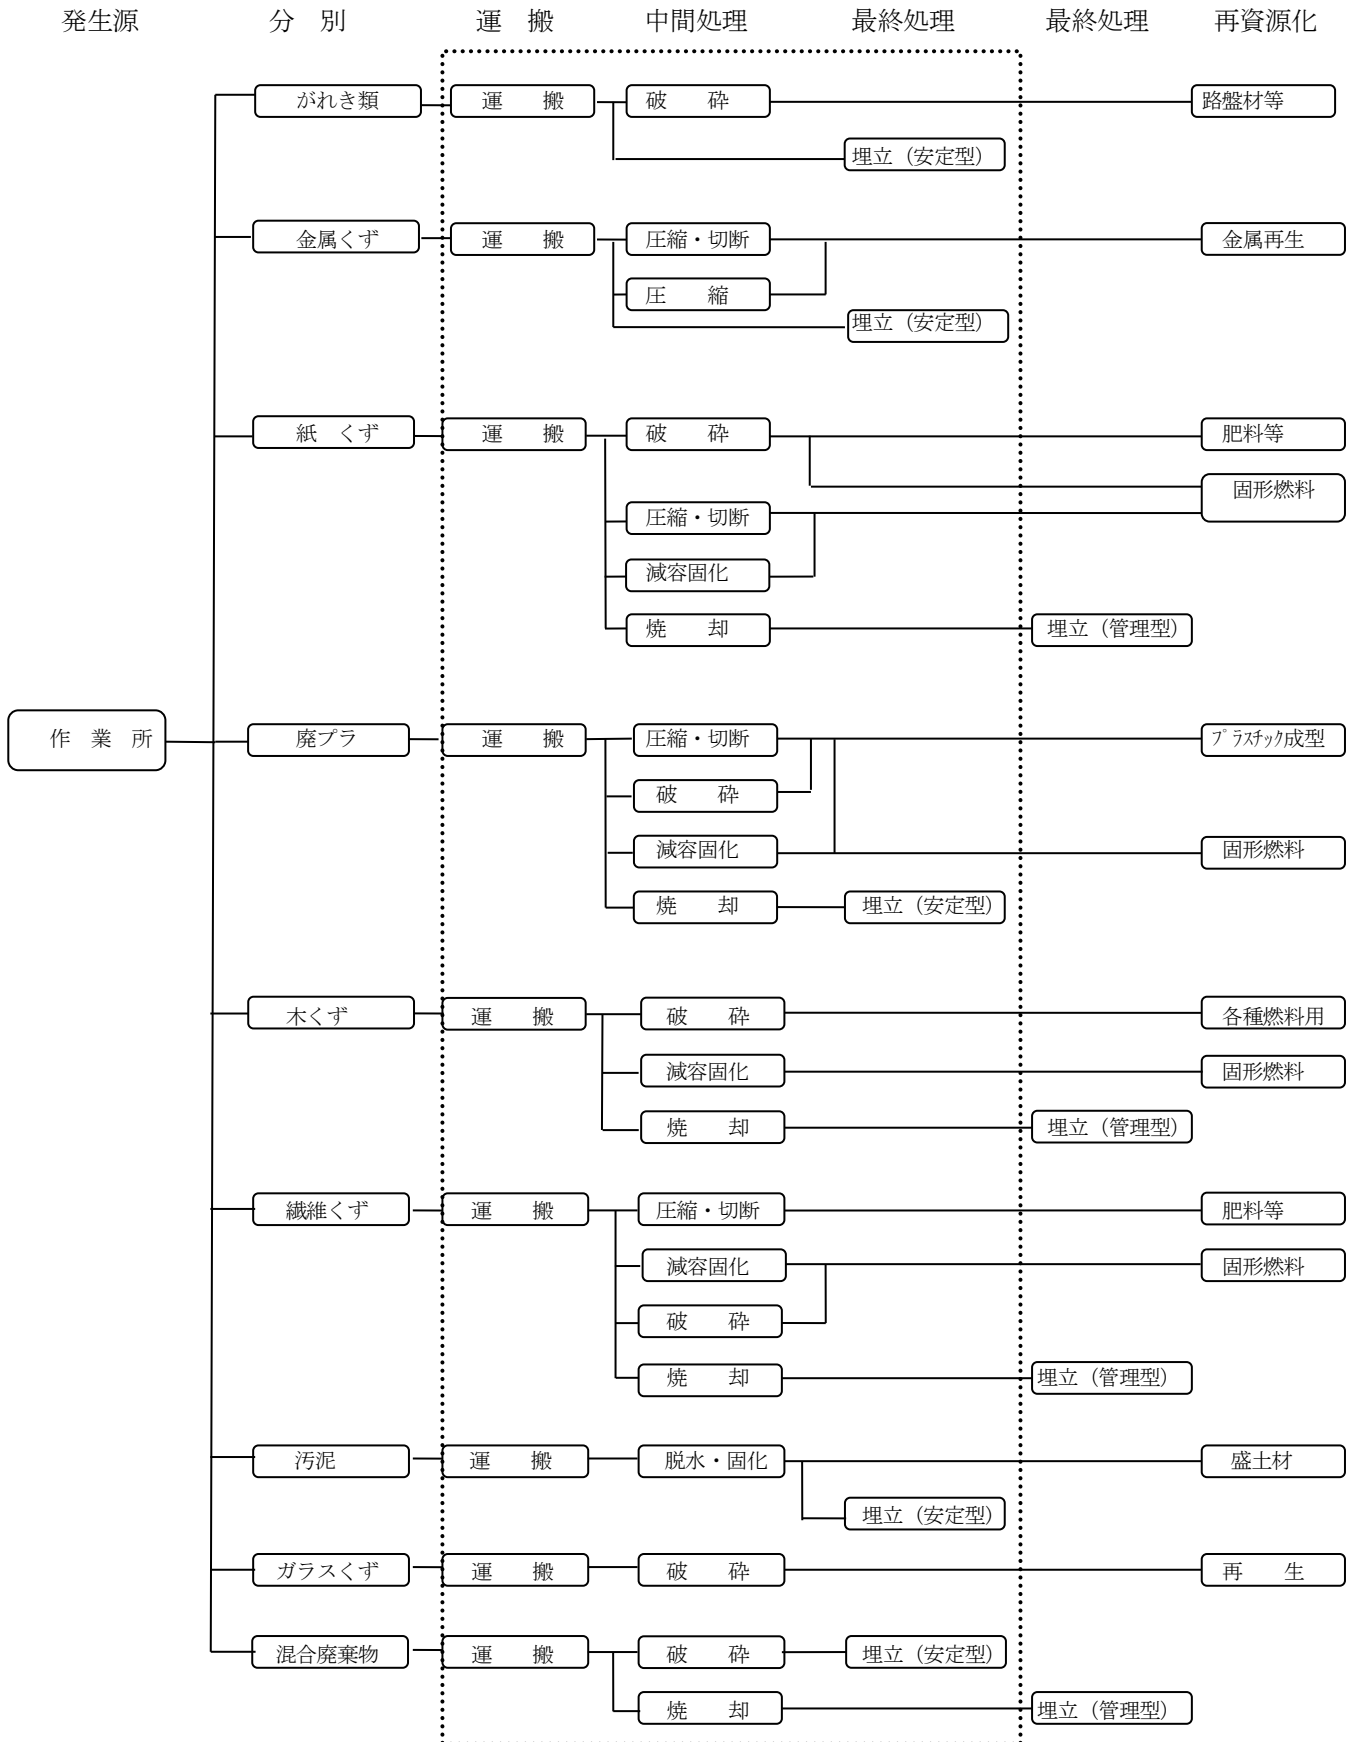 発生源　分　別　運　搬　中間処理　最終処理　最終処理　再資源化
がれき類　運　搬　破　砕　路盤材等
埋立（安定型）
金属くず　運　搬　圧縮・切断　金属再生
圧　縮
埋立（安定型）
紙　くず　運　搬　破　砕　肥料等
固形燃料
圧縮・切断
減容固化
焼　却　埋立（管理型）
作　業　所　廃プラ　運　搬　圧縮・切断　ﾌﾟﾗｽﾁｯｸ成型
破　砕
減容固化　固形燃料
焼　却　埋立（安定型）
木くず　運　搬　破　砕　各種燃料用
減容固化　固形燃料
焼　却　埋立（管理型）
繊維くず　運　搬　圧縮・切断　肥料等
減容固化　固形燃料
破　砕
焼　却　埋立（管理型）
汚泥　運　搬　脱水・固化　盛土材
埋立（安定型）
ガラスくず　運　搬　破　砕　再　生
混合廃棄物　運　搬　破　砕　埋立（安定型）
焼　却　埋立（管理型）